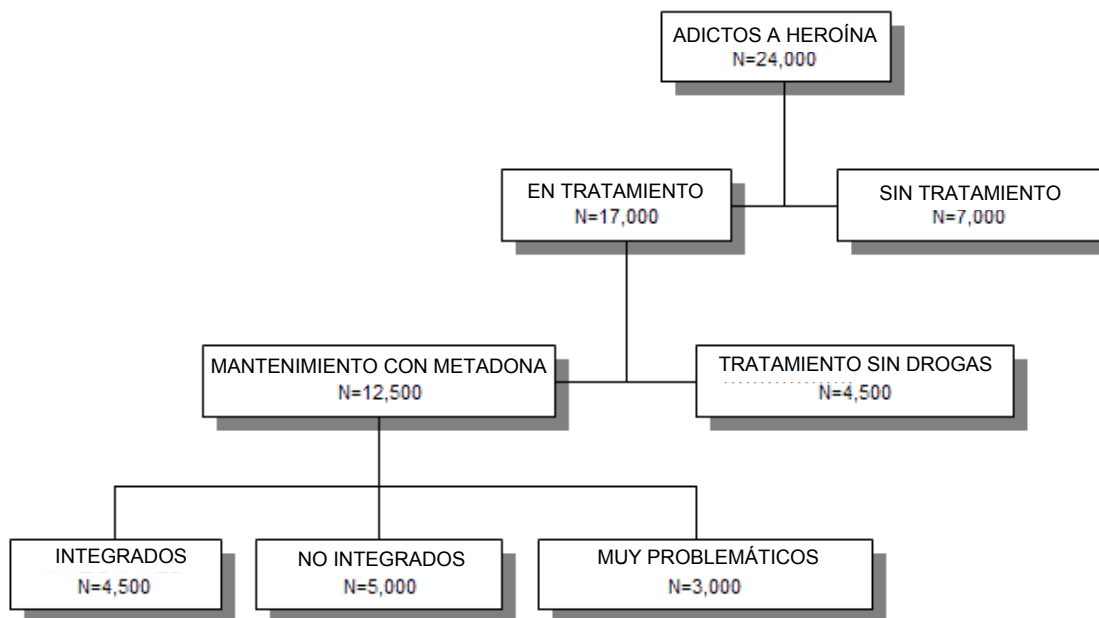 ADICTOS A HEROÍNA
N=24,000
EN TRATAMIENTO
N=17,000
SIN TRATAMIENTO
N=7,000
MANTENIMIENTO CON METADONA
N=12,500
TRATAMIENTO SIN DROGAS
N=4,500
INTEGRADOS
N=4,500
NO INTEGRADOS
N=5,000
MUY PROBLEMÁTICOS
N=3,000